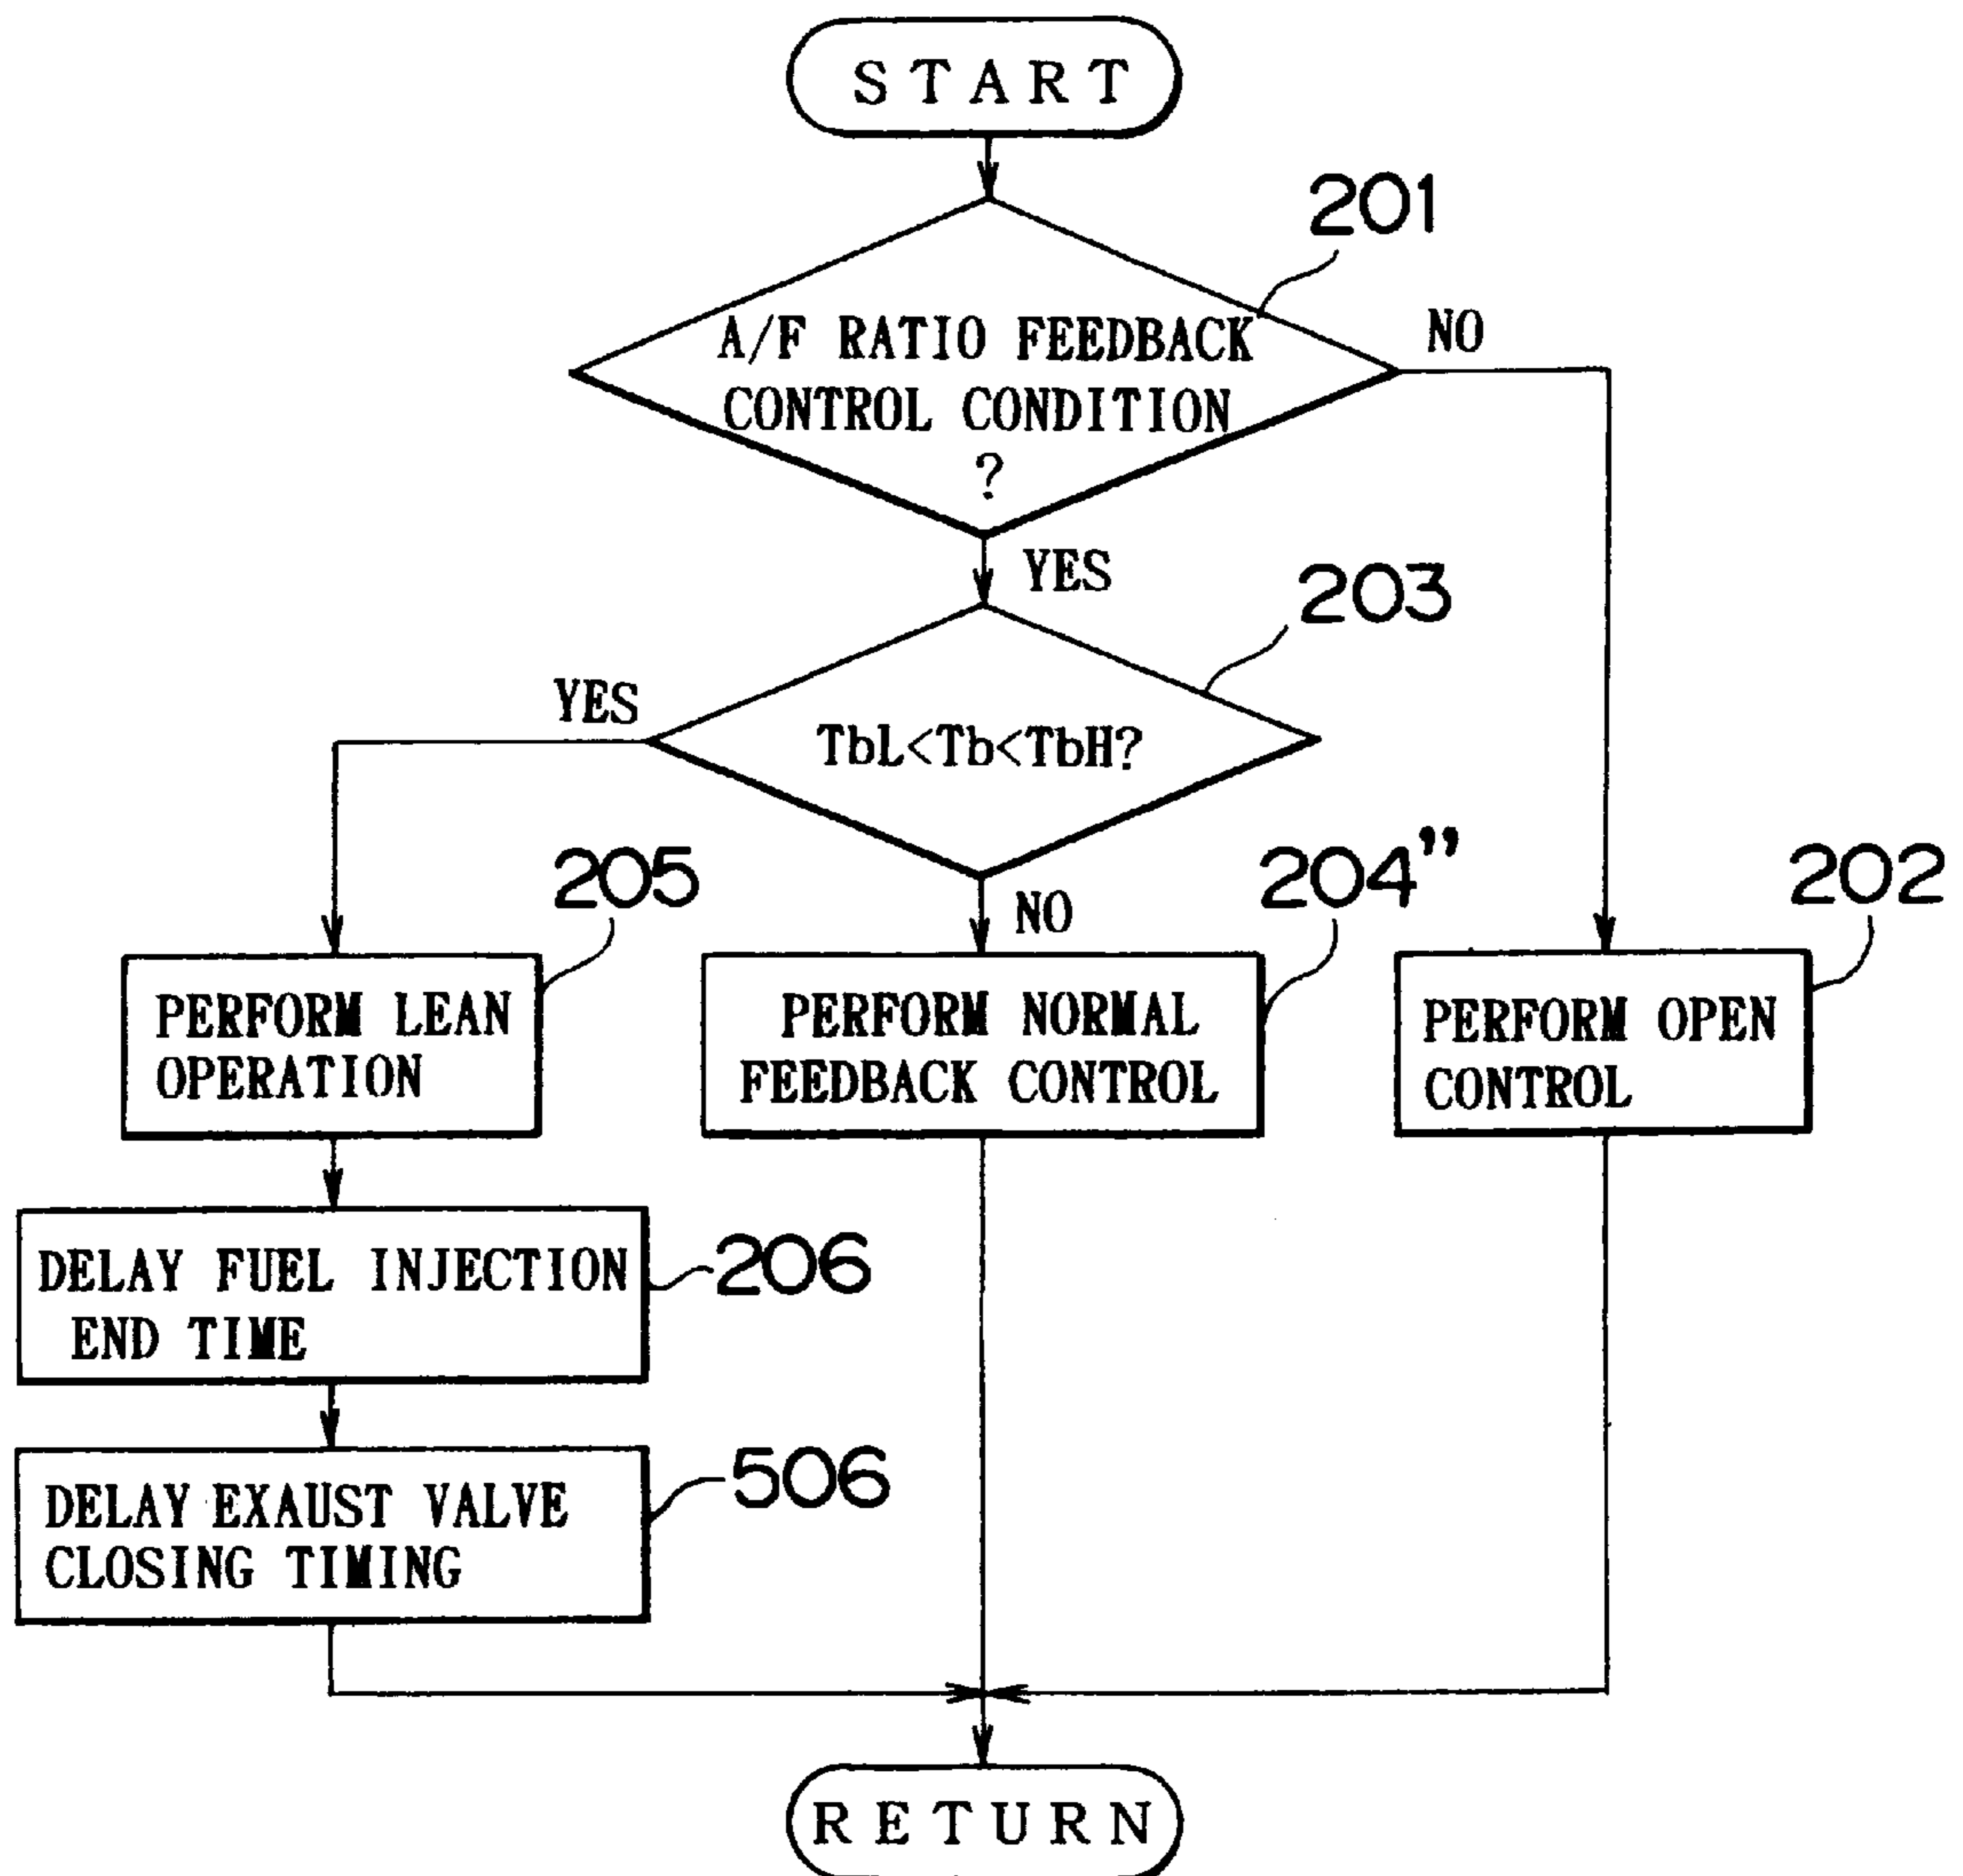 START
201
A/F RATIO FEEDBACK
CONTROL CONDITION
?
NO
YES
203
TbL<Tb<TbH?
YES
NO
205
204”
202
PERFORM LEAN
OPERATION
PERFORM NORMAL
FEEDBACK CONTROL
PERFORM OPEN
CONTROL
DELAY FUEL INJECTION
END TIME
206
DELAY EXAUST VALVE
CLOSING TIMING
506
RETURN